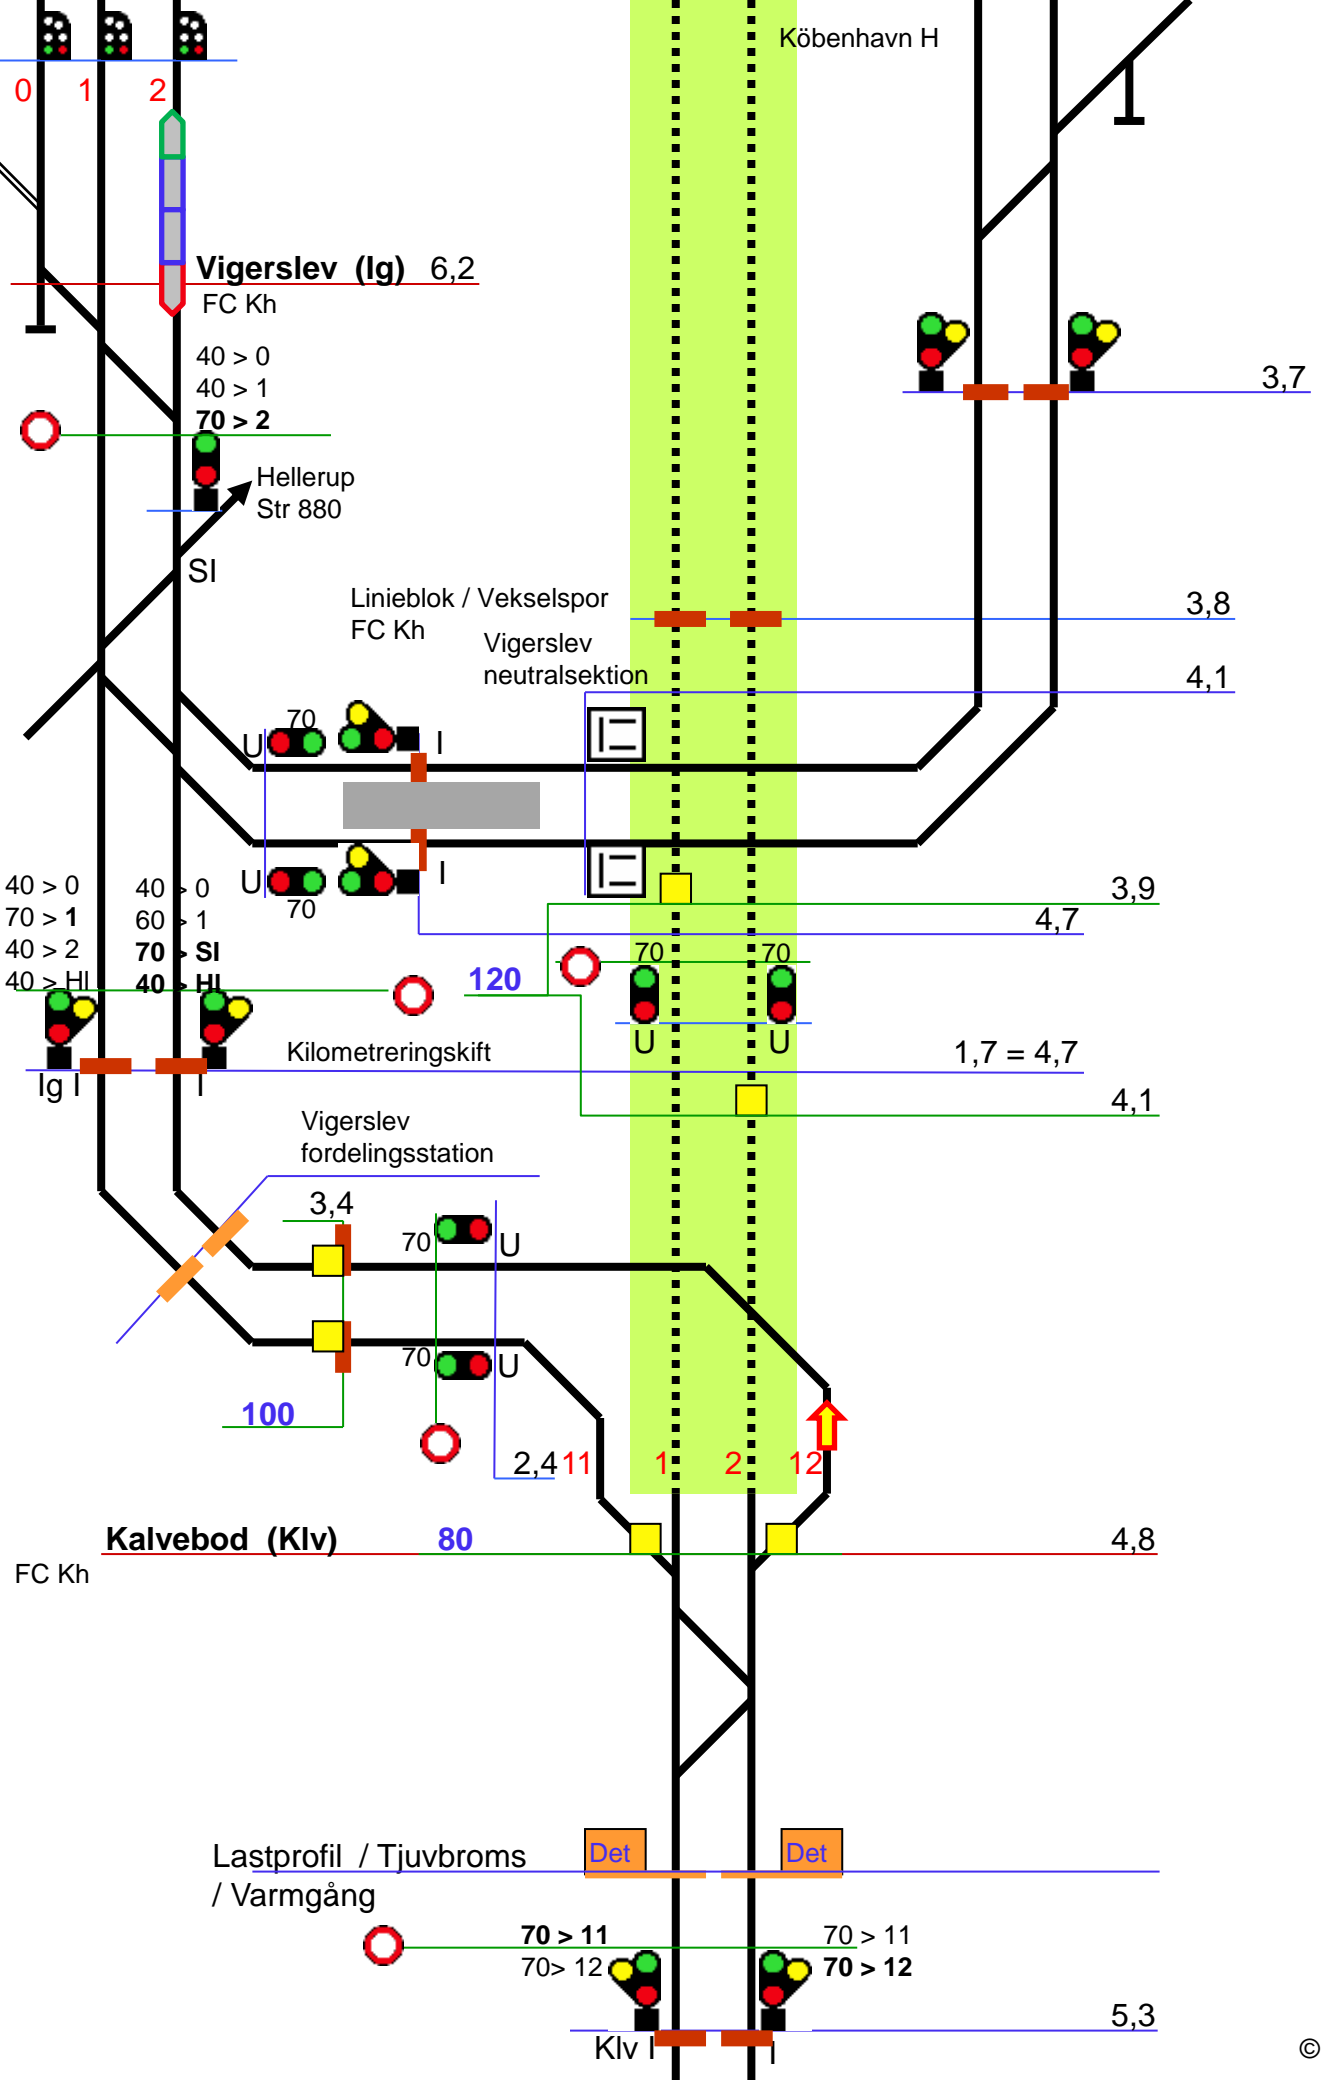 Köbenhavn H
0 1 2
Vigerslev (Ig) 6,2
FC Kh
40 > 0
40 > 1
70 > 2
3,7
Hellerup
Str 880
SI
Linieblok / Vekselspor
FC Kh
3,8
Vigerslev
neutralsektion
4,1
70
U I
U I
70
40 > 0
70 > 1
40 > 2
40 > HI
40 > 0
60 > 1
70 > SI
40 > HI
3,9
4,7
120
70 70
U U
Kilometreringskift
1,7 = 4,7
Ig I I
4,1
Vigerslev
fordelingsstation
3,4
70 U
70 U
100
2,4 11 1 2 12
Kalvebod (Klv) 80 4,8
FC Kh
Lastprofil / Tjuvbroms
/ Varmgång
Det Det
70 > 11
70> 12
70 > 11
70 > 12
5,3
Klv I I
©